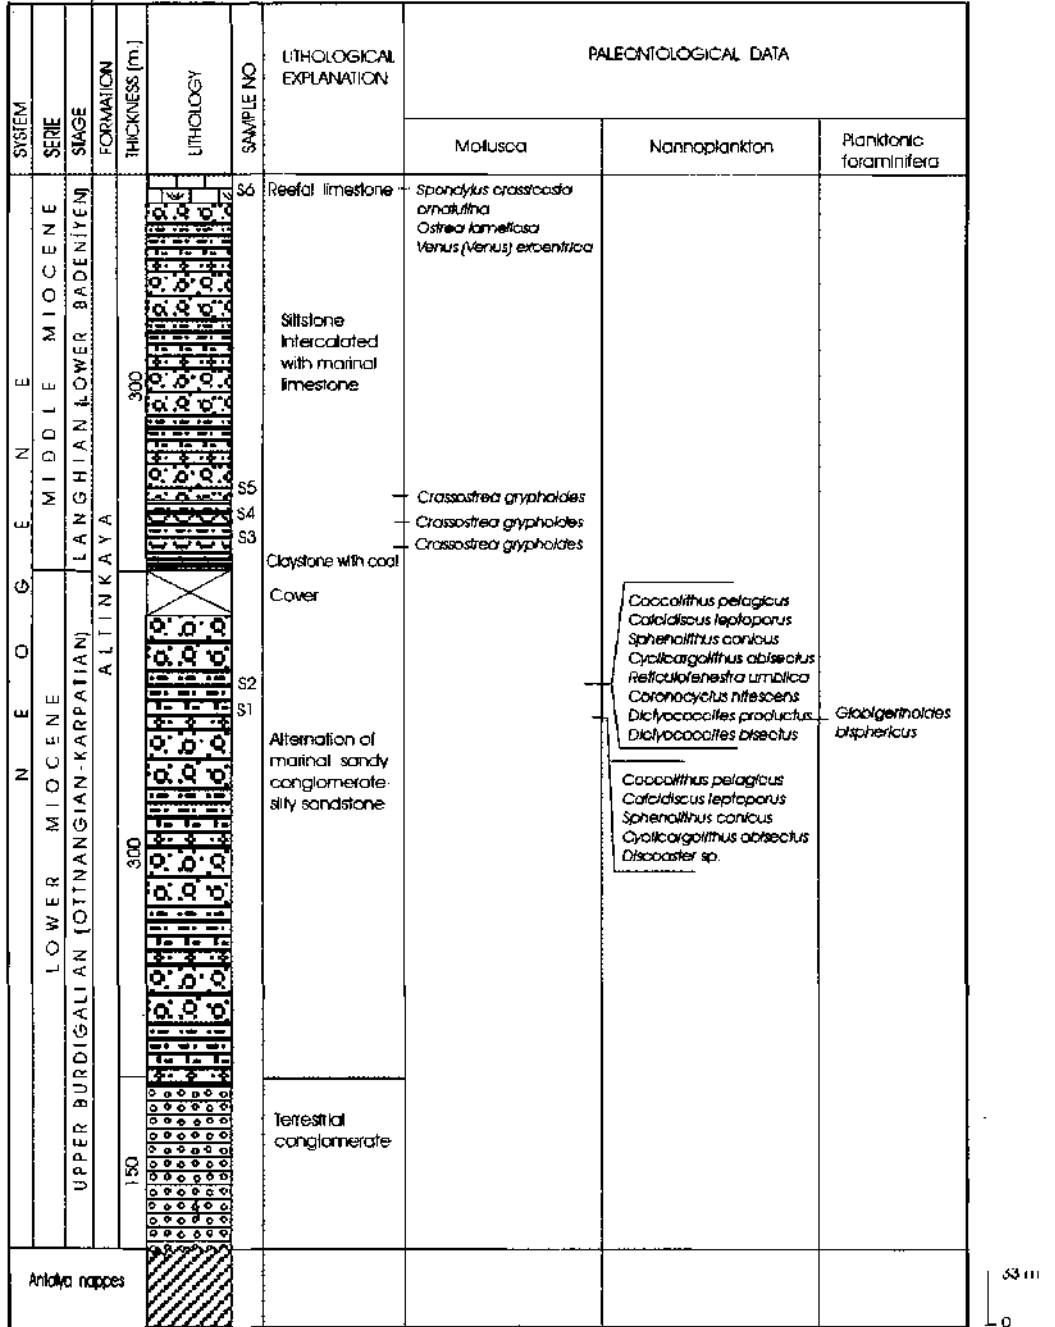 SYSTEM
SERIE
STAGE
FORMATION
THICKNESS (m.)
LITHOLOGY
SAMPLE NO
LITHOLOGICAL
EXPLANATION
PALEONTOLOGICAL DATA
Mollusca
Nannoplankton
Planktonic
foraminifera
NEOGENE
MIDDLE MIOCENE
LOWER MIOCENE
LANGHIAN (LOWER BADENİYEN)
UPPER BURDIGALIAN (OTTNANGIAN-KARPATIAN)
ALTINKAYA
300
300
150
S6
S5
S4
S3
S2
S1
Reefal limestone
Siltstone
intercalated
with marinal
limestone
Claystone with coal
Cover
Alternation of
marinal sandy
conglomerate-
silty sandstone
Terrestrial
conglomerate
Spondylus crassicosta
Ostrea lamellosa
Venus (Venus) excentrica
Crassostrea gryphoides
Crassostrea gryphoides
Crassostrea gryphoides
Coccolithus pelagicus
Calcidiscus leptoporus
Sphenolithus conicus
Cyclicargolithus abisectus
Reticulofenestra umbilica
Coronocyclus nitescens
Dictyococcites productus
Dictyococcites bisectus
Globigerinoides
bisphericus
Coccolithus pelagicus
Calcidiscus leptoporus
Sphenolithus conicus
Cyclicargolithus abisectus
Discoaster sp.
Antalya nappes
33 m
0